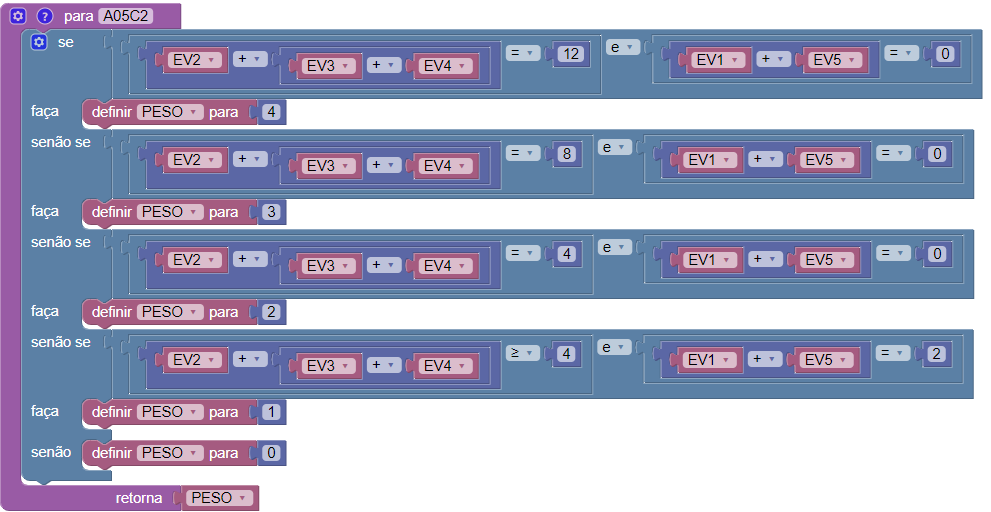 ? para A05C2
se EV2 + EV3 + EV4 = 12 e EV1 + EV5 = 0
faça definir PESO para 4
senão se EV2 + EV3 + EV4 = 8 e EV1 + EV5 = 0
faça definir PESO para 3
senão se EV2 + EV3 + EV4 = 4 e EV1 + EV5 = 0
faça definir PESO para 2
senão se EV2 + EV3 + EV4 ≥ 4 e EV1 + EV5 = 2
faça definir PESO para 1
senão definir PESO para 0
retorna PESO